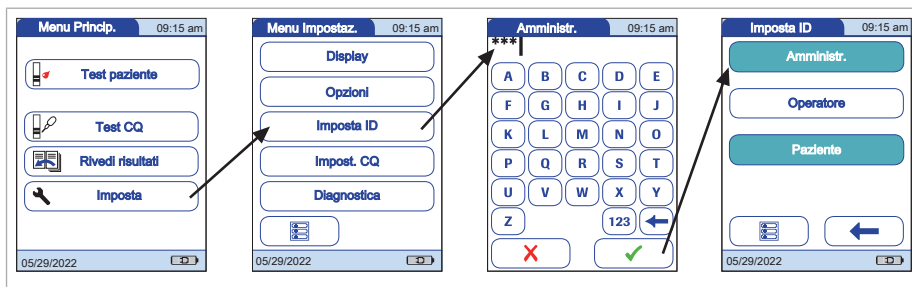 Menu Princip. 09:15 am
Test paziente
Test CQ
Rivedi risultati
Imposta
05/29/2022
Menu Impostaz. 09:15 am
Display
Opzioni
Imposta ID
Impost. CQ
Diagnostica
05/29/2022
Amministr. 09:15 am
***
A B C D E
F G H I J
K L M N O
P Q R S T
U V W X Y
Z 123
Imposta ID 09:15 am
Amministr.
Operatore
Paziente
05/29/2022